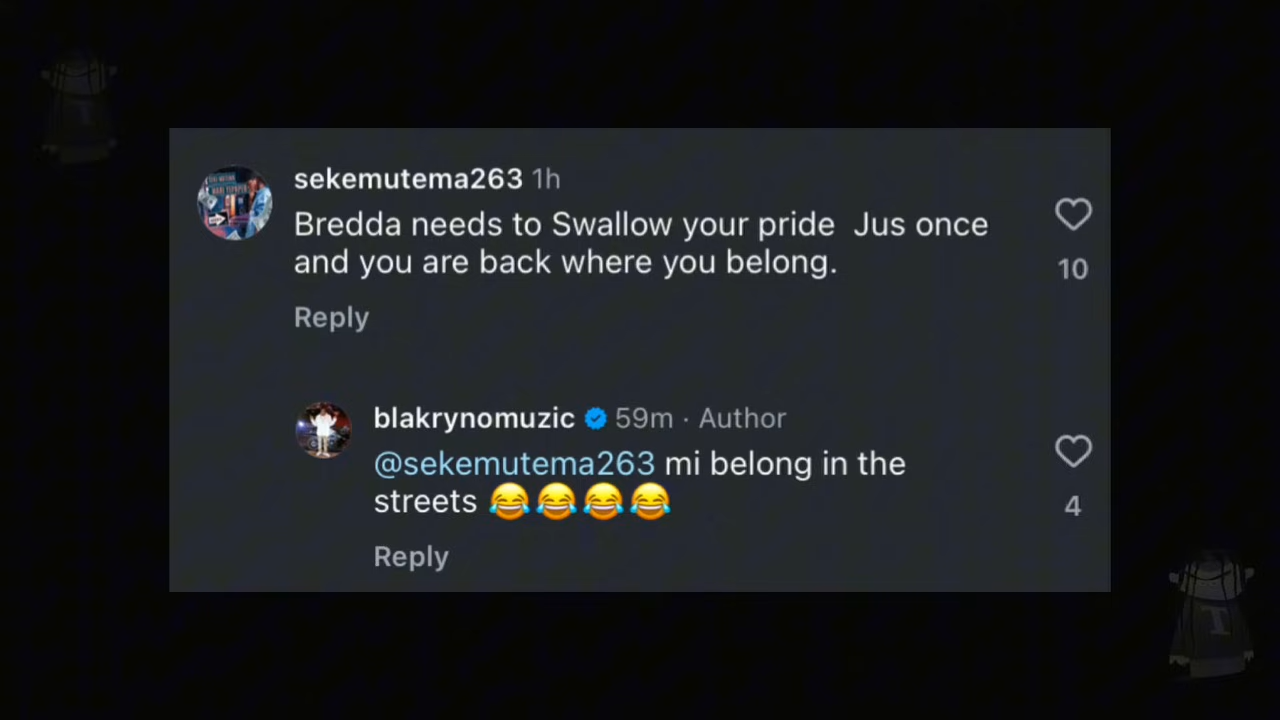 sekemutema263 1h
Bredda needs to Swallow your pride  Jus once
and you are back where you belong.
10
Reply
blakrynomuzic 59m · Author
@sekemutema263 mi belong in the
streets 😂😂😂😂
4
Reply
T